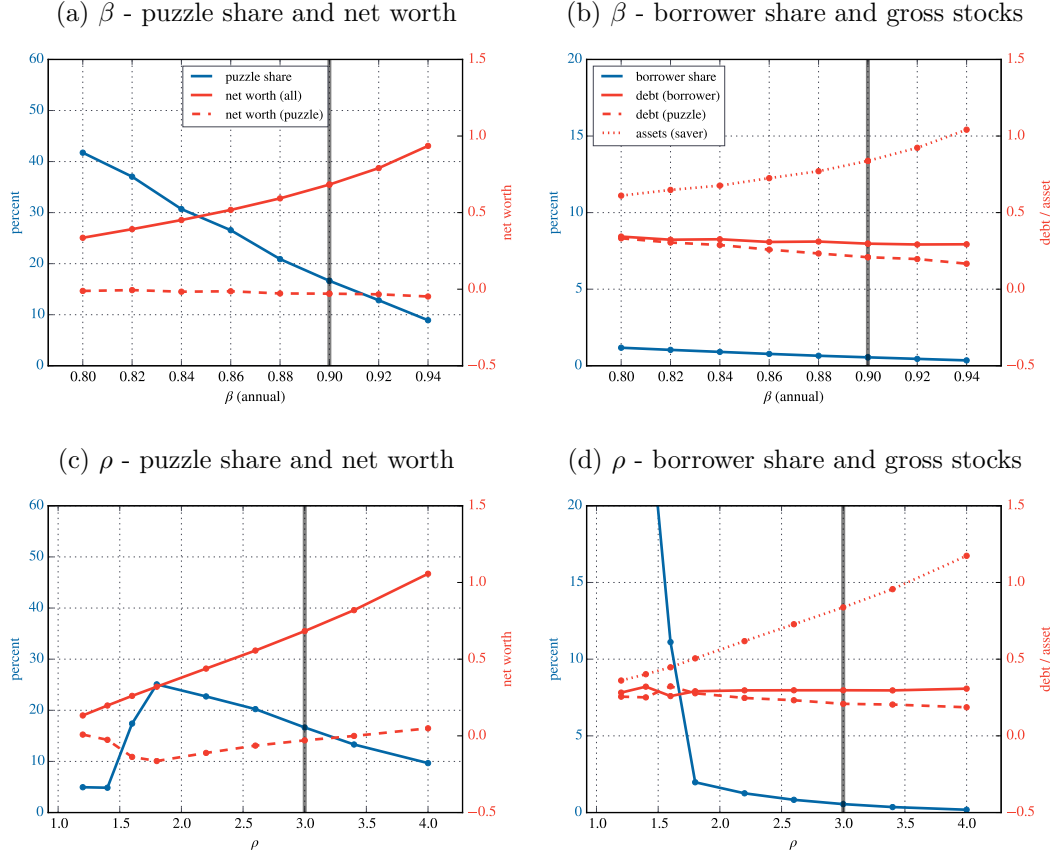 (a) β - puzzle share and net worth
60
50
40
30
20
10
0
percent
1.5
1.0
0.5
0.0
−0.5
net worth
puzzle share
net worth (all)
net worth (puzzle)
0.80 0.82 0.84 0.86 0.88 0.90 0.92 0.94
β (annual)
(b) β - borrower share and gross stocks
20
15
10
5
0
percent
1.5
1.0
0.5
0.0
−0.5
debt / asset
borrower share
debt (borrower)
debt (puzzle)
assets (saver)
0.80 0.82 0.84 0.86 0.88 0.90 0.92 0.94
β (annual)
(c) ρ - puzzle share and net worth
60
50
40
30
20
10
0
percent
1.5
1.0
0.5
0.0
−0.5
net worth
1.0 1.5 2.0 2.5 3.0 3.5 4.0
ρ
(d) ρ - borrower share and gross stocks
20
15
10
5
0
percent
1.5
1.0
0.5
0.0
−0.5
debt / asset
1.0 1.5 2.0 2.5 3.0 3.5 4.0
ρ